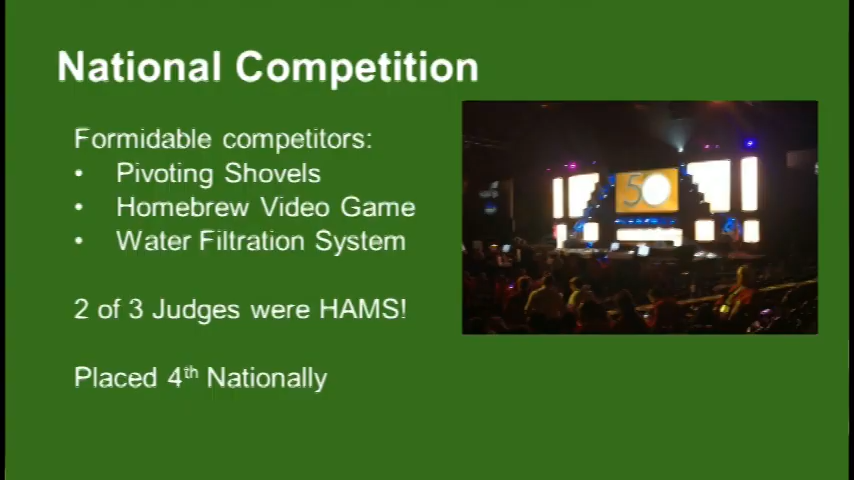 National Competition
Formidable competitors:
• Pivoting Shovels
• Homebrew Video Game
• Water Filtration System
2 of 3 Judges were HAMS!
Placed 4th Nationally
50